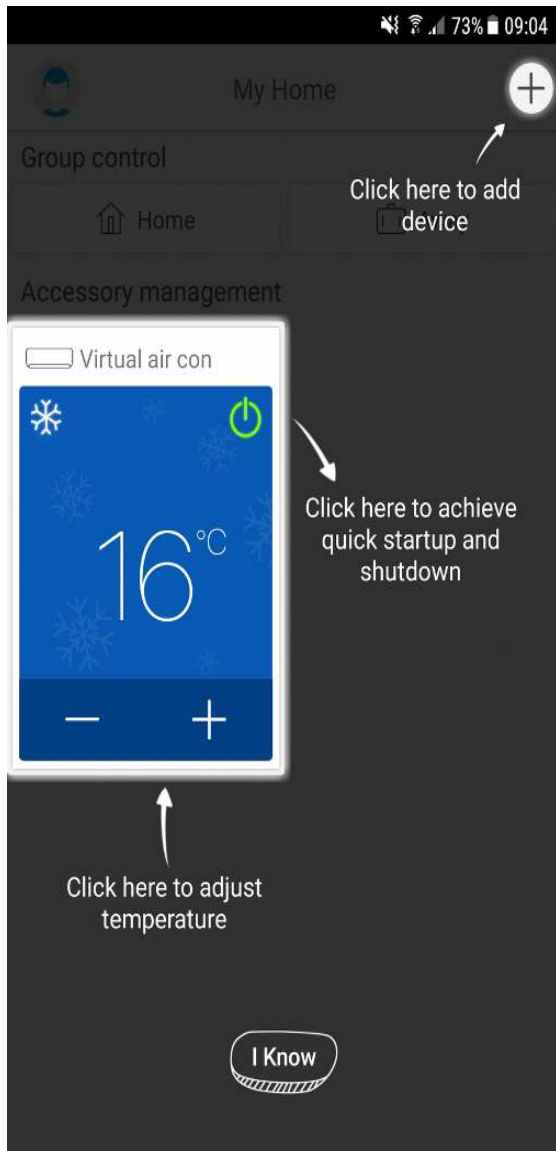 73% 09:04
My Home
Group control
Click here to add
device
Home
Accessory management
Virtual air con
16°C
Click here to achieve
quick startup and
shutdown
Click here to adjust
temperature
I Know